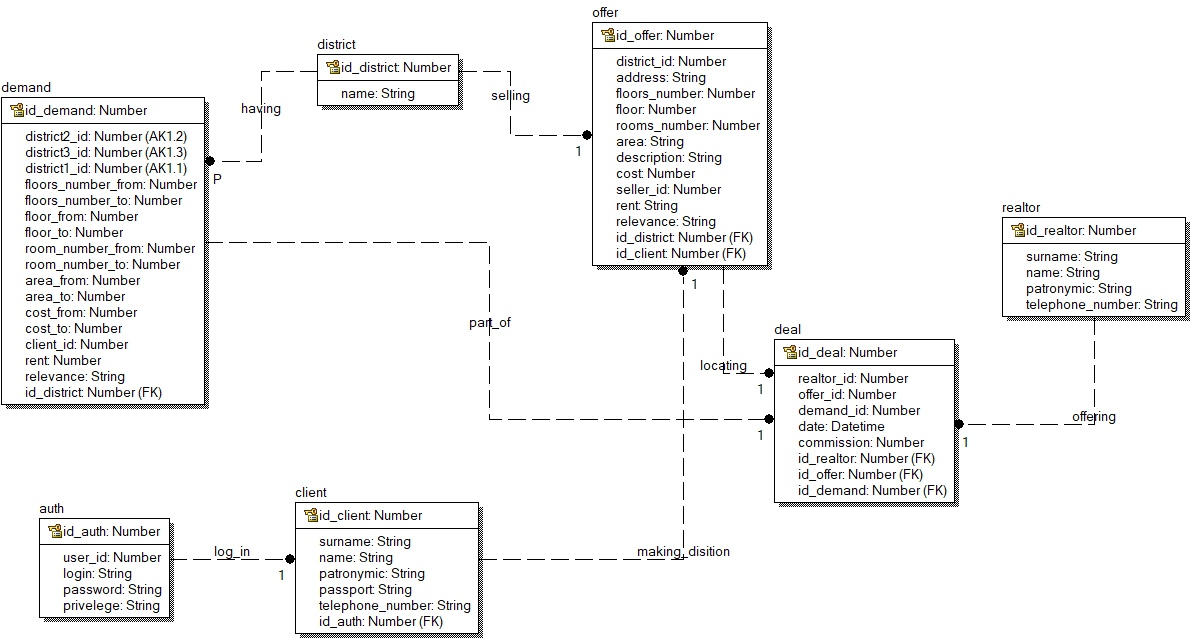 offer
id_offer: Number
district_id: Number
address: String
floors_number: Number
floor: Number
rooms_number: Number
area: String
description: String
cost: Number
seller_id: Number
rent: String
relevance: String
id_district: Number (FK)
id_client: Number (FK)
district
id_district: Number
name: String
having
selling
1
demand
id_demand: Number
district2_id: Number (AK1.2)
district3_id: Number (AK1.3)
district1_id: Number (AK1.1)
floors_number_from: Number
floors_number_to: Number
floor_from: Number
floor_to: Number
room_number_from: Number
room_number_to: Number
area_from: Number
area_to: Number
cost_from: Number
cost_to: Number
client_id: Number
rent: Number
relevance: String
id_district: Number (FK)
P
part_of
1
locating
1
1
realtor
id_realtor: Number
surname: String
name: String
patronymic: String
telephone_number: String
deal
id_deal: Number
realtor_id: Number
offer_id: Number
demand_id: Number
date: Datetime
commission: Number
id_realtor: Number (FK)
id_offer: Number (FK)
id_demand: Number (FK)
offering
1
auth
id_auth: Number
user_id: Number
login: String
password: String
privelege: String
log_in
1
client
id_client: Number
surname: String
name: String
patronymic: String
passport: String
telephone_number: String
id_auth: Number (FK)
making_disition